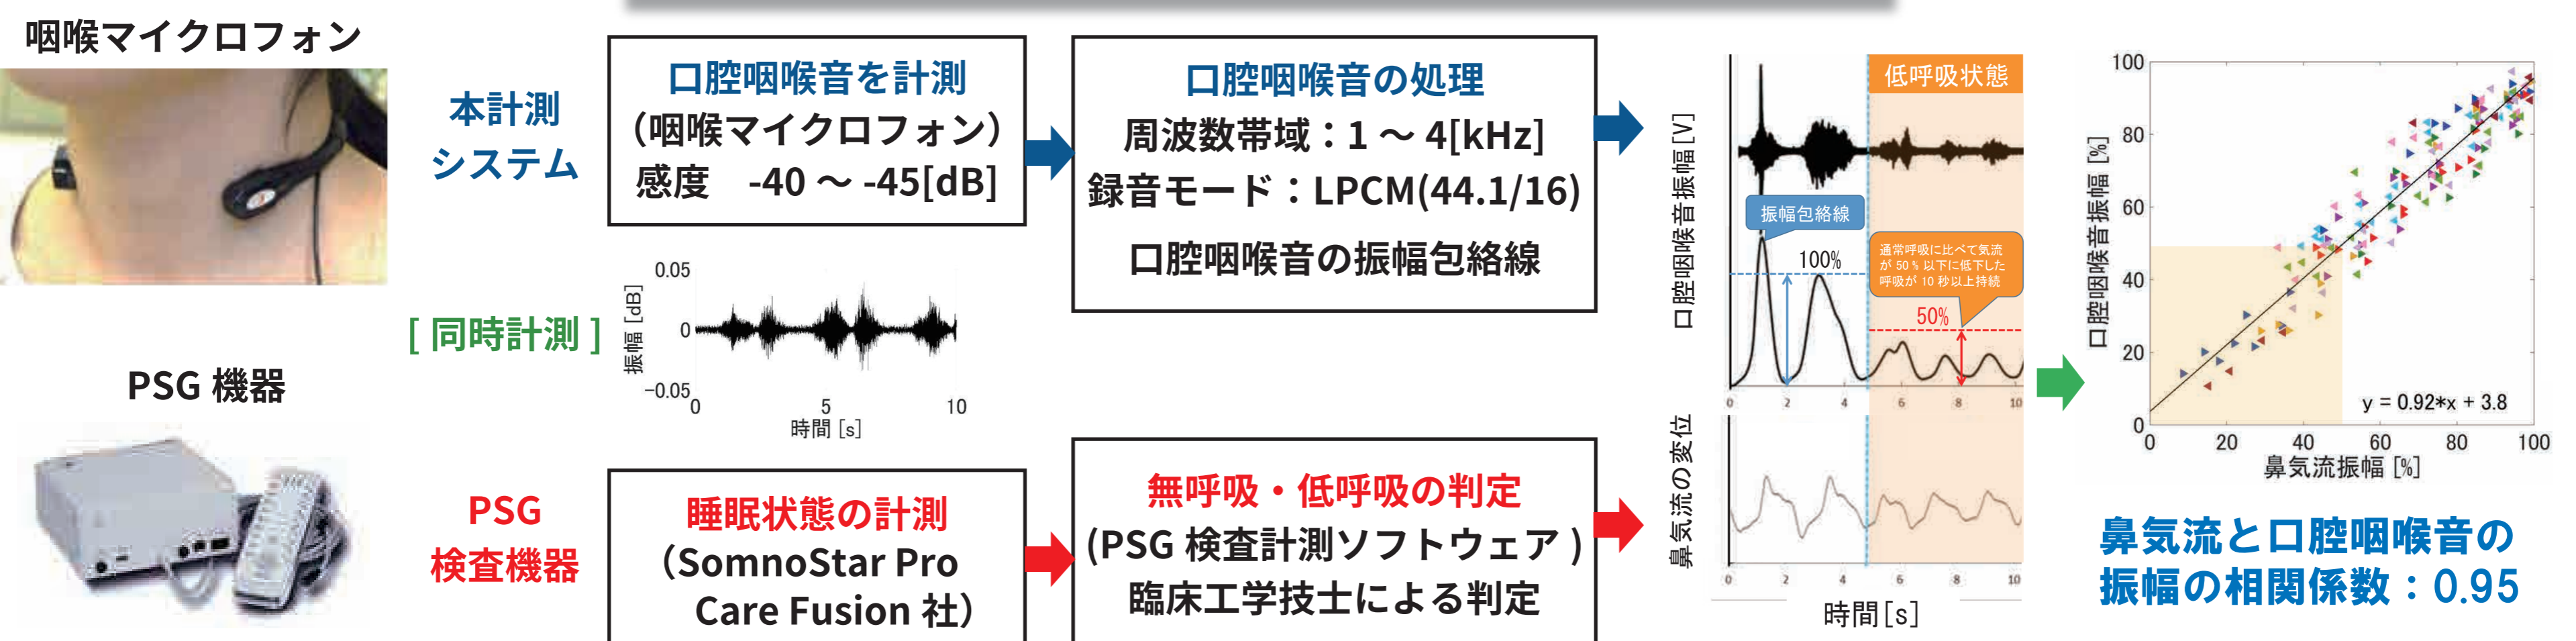 咽喉マイクロフォン
本計測
システム
[ 同時計測 ]
PSG 機器
PSG
検査機器
口腔咽喉音を計測
（咽喉マイクロフォン）
感度　-40 ～ -45[dB]
振幅 [dB]
0.05
0
−0.05
0
5
10
時間 [s]
睡眠状態の計測
（SomnoStar Pro
Care Fusion 社）
口腔咽喉音の処理
周波数帯域：1 ～ 4[kHz]
録音モード：LPCM(44.1/16)
口腔咽喉音の振幅包絡線
無呼吸・低呼吸の判定
(PSG 検査計測ソフトウェア )
臨床工学技士による判定
口腔咽喉音振幅[V]
低呼吸状態
振幅包絡線
100%
通常呼吸に比べて気流
が 50 % 以下に低下した
呼吸が 10 秒以上持続
50%
0 2 4 6 8 10
鼻気流の変位
0 2 4 6 8 10
時間[s]
口腔咽喉音振幅 [%]
100
80
60
40
20
0
y = 0.92*x + 3.8
0 20 40 60 80 100
鼻気流振幅 [%]
鼻気流と口腔咽喉音の
振幅の相関係数：0.95